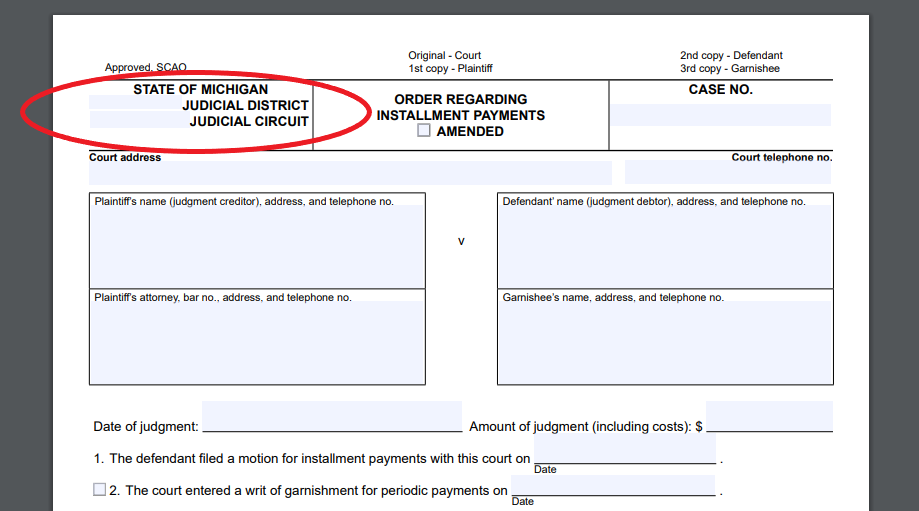 Approved, SCAO
Original - Court
1st copy - Plaintiff
2nd copy - Defendant
3rd copy - Garnishee
STATE OF MICHIGAN
JUDICIAL DISTRICT
JUDICIAL CIRCUIT
ORDER REGARDING
INSTALLMENT PAYMENTS
AMENDED
CASE NO.
Court address
Court telephone no.
Plaintiff's name (judgment creditor), address, and telephone no.
v
Defendant' name (judgment debtor), address, and telephone no.
Plaintiff's attorney, bar no., address, and telephone no.
Garnishee's name, address, and telephone no.
Date of judgment:
Amount of judgment (including costs): $
1. The defendant filed a motion for installment payments with this court on .
Date
2. The court entered a writ of garnishment for periodic payments on .
Date